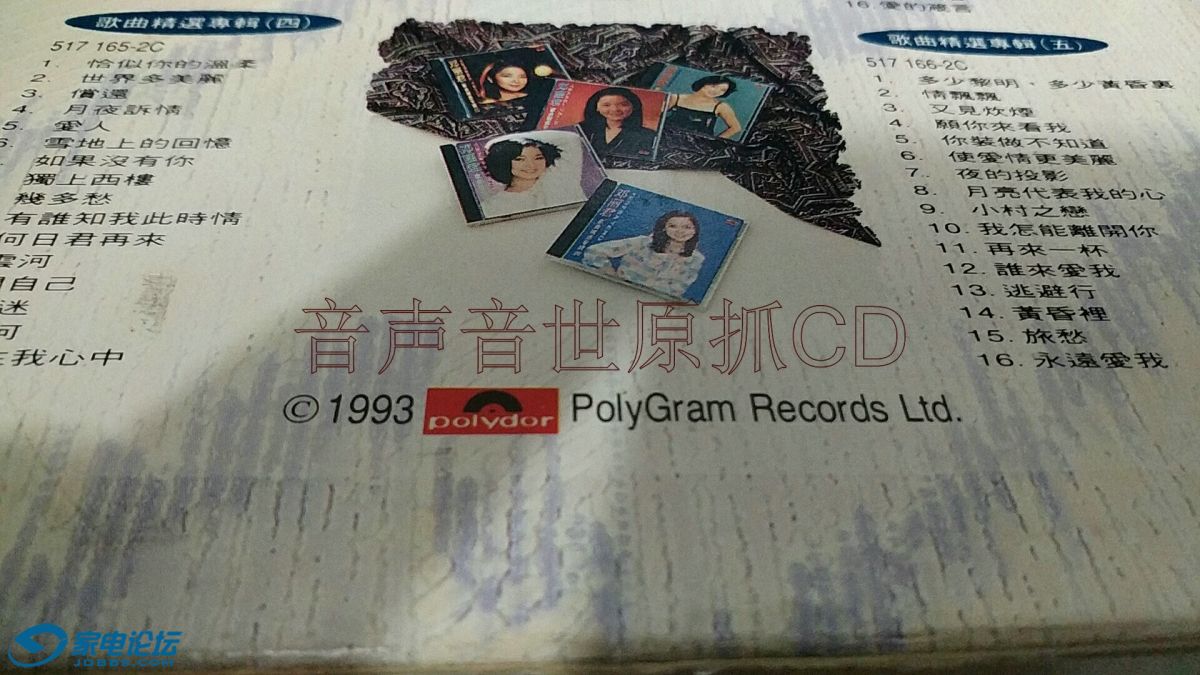 歌曲精選專輯(四)
517 165-2C
1. 恰似你的溫柔
2. 世界多美麗
3. 償還
4. 月夜訴情
5. 愛人
雪地上的回憶
如果沒有你
獨上西樓
幾多愁
有誰知我此時情
何日君再來
雲河
自己
迷
河
在我心中
16. 愛的箴言
歌曲精選專輯(五)
517 166-2C
1. 多少黎明，多少黃昏裏
2. 情飄飄
3. 又見炊煙
4. 願你來看我
5. 你裝做不知道
6. 使愛情更美麗
7. 夜的投影
8. 月亮代表我的心
9. 小村之戀
10. 我怎能離開你
11. 再來一杯
12. 誰來愛我
13. 逃避行
14. 黃昏裡
15. 旅愁
16. 永遠愛我
音声音世原抓CD
©1993 polydor PolyGram Records Ltd.
家电论坛
JDBBS.COM